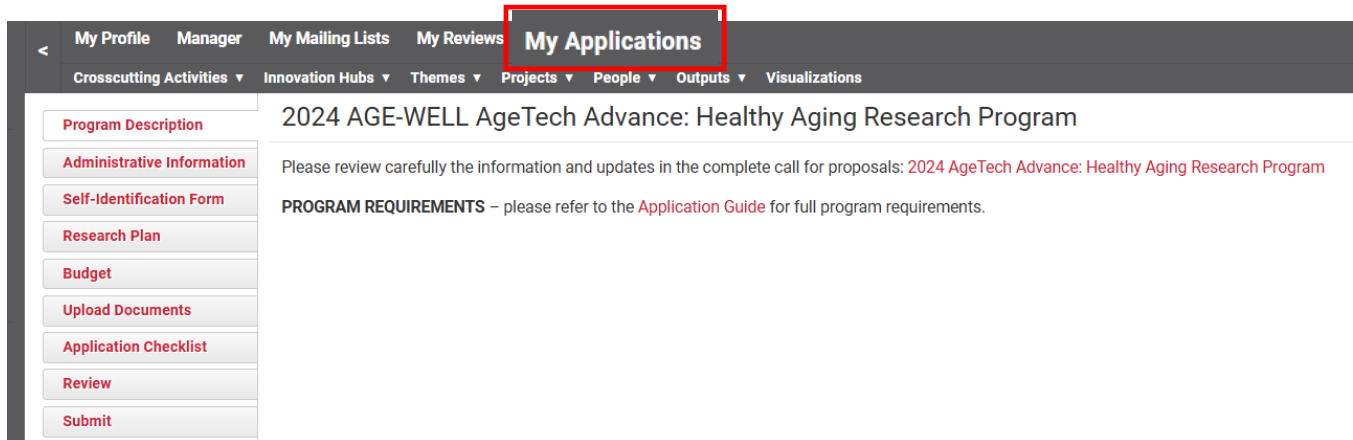 < My Profile Manager My Mailing Lists My Reviews My Applications
Crosscutting Activities ▼ Innovation Hubs ▼ Themes ▼ Projects ▼ People ▼ Outputs ▼ Visualizations
Program Description
Administrative Information
Self-Identification Form
Research Plan
Budget
Upload Documents
Application Checklist
Review
Submit
2024 AGE-WELL AgeTech Advance: Healthy Aging Research Program
Please review carefully the information and updates in the complete call for proposals: 2024 AgeTech Advance: Healthy Aging Research Program
PROGRAM REQUIREMENTS – please refer to the Application Guide for full program requirements.